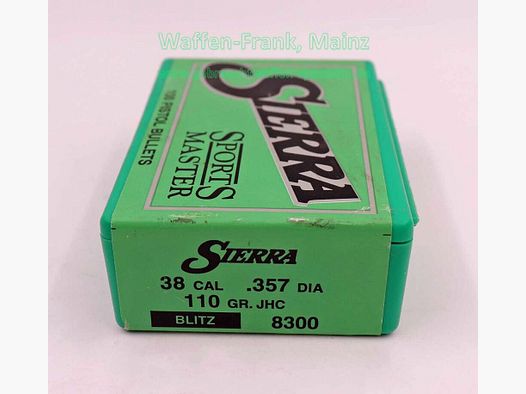 Waffen-Frank, Mainz
SIERRA
SPORTS
MASTER
100 PISTOL BULLETS
SIERRA
38 CAL .357 DIA
110 GR. JHC
BLITZ 8300